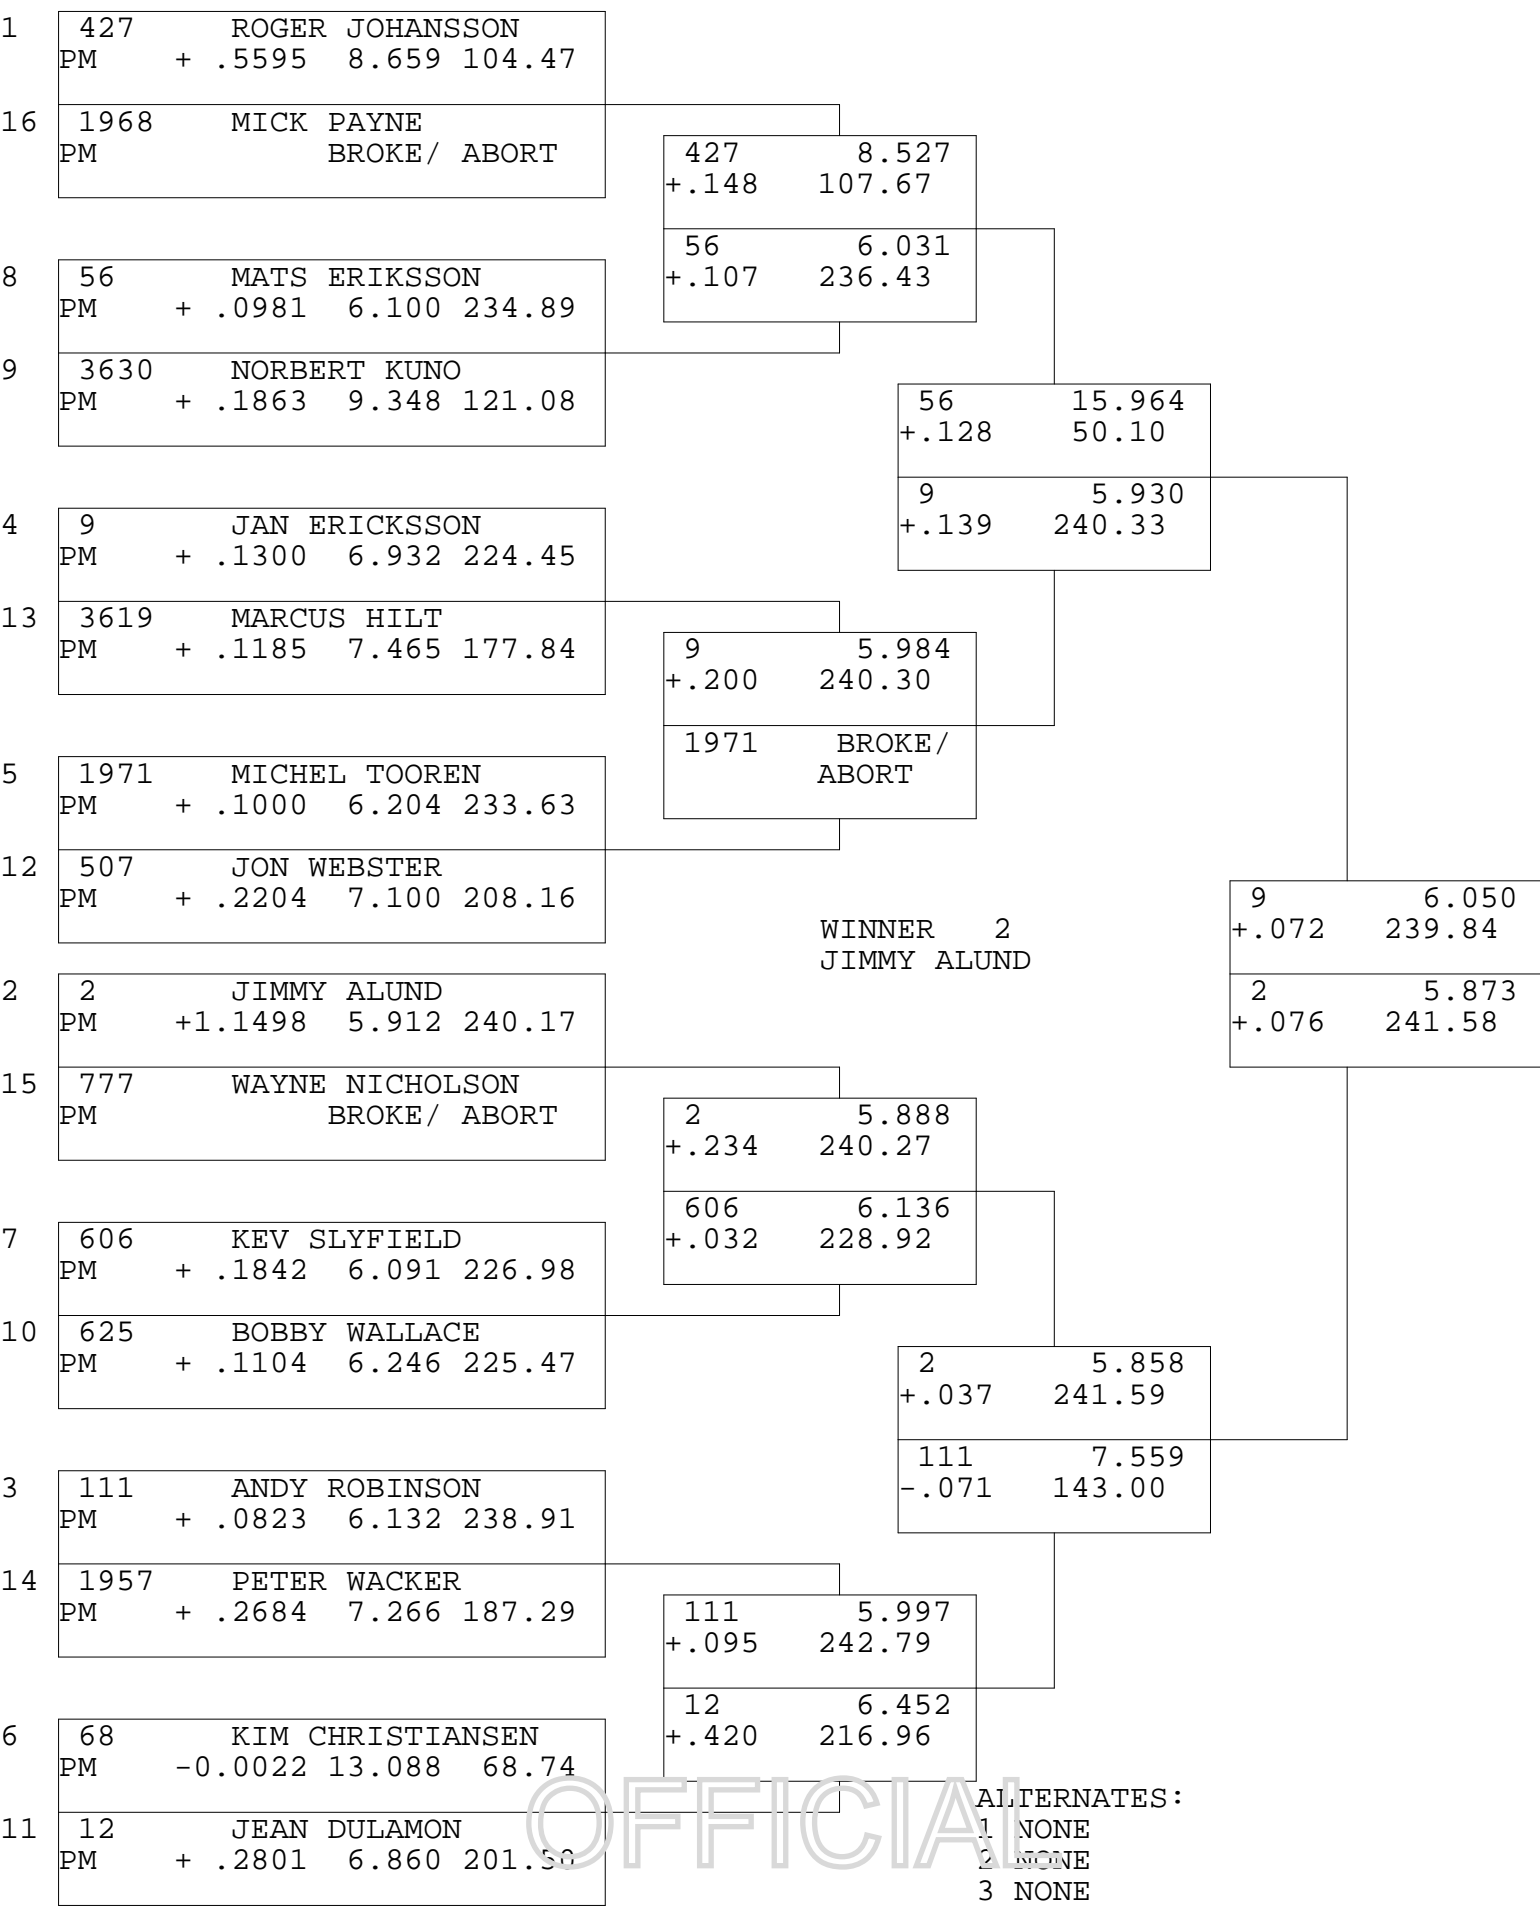 1 427 ROGER JOHANSSON
PM + .5595 8.659 104.47
16 1968 MICK PAYNE
PM BROKE/ ABORT
427 8.527
+.148 107.67
56 6.031
+.107 236.43
8 56 MATS ERIKSSON
PM + .0981 6.100 234.89
9 3630 NORBERT KUNO
PM + .1863 9.348 121.08
56 15.964
+.128 50.10
9 5.930
+.139 240.33
4 9 JAN ERICKSSON
PM + .1300 6.932 224.45
13 3619 MARCUS HILT
PM + .1185 7.465 177.84
9 5.984
+.200 240.30
1971 BROKE/
ABORT
5 1971 MICHEL TOOREN
PM + .1000 6.204 233.63
12 507 JON WEBSTER
PM + .2204 7.100 208.16
WINNER 2
JIMMY ALUND
9 6.050
+.072 239.84
2 5.873
+.076 241.58
2 2 JIMMY ALUND
PM +1.1498 5.912 240.17
15 777 WAYNE NICHOLSON
PM BROKE/ ABORT
2 5.888
+.234 240.27
606 6.136
+.032 228.92
7 606 KEV SLYFIELD
PM + .1842 6.091 226.98
10 625 BOBBY WALLACE
PM + .1104 6.246 225.47
2 5.858
+.037 241.59
111 7.559
-.071 143.00
3 111 ANDY ROBINSON
PM + .0823 6.132 238.91
14 1957 PETER WACKER
PM + .2684 7.266 187.29
111 5.997
+.095 242.79
12 6.452
+.420 216.96
6 68 KIM CHRISTIANSEN
PM -0.0022 13.088 68.74
11 12 JEAN DULAMON
PM + .2801 6.860 201.50
OFFICIAL
ALTERNATES:
1 NONE
2 NONE
3 NONE